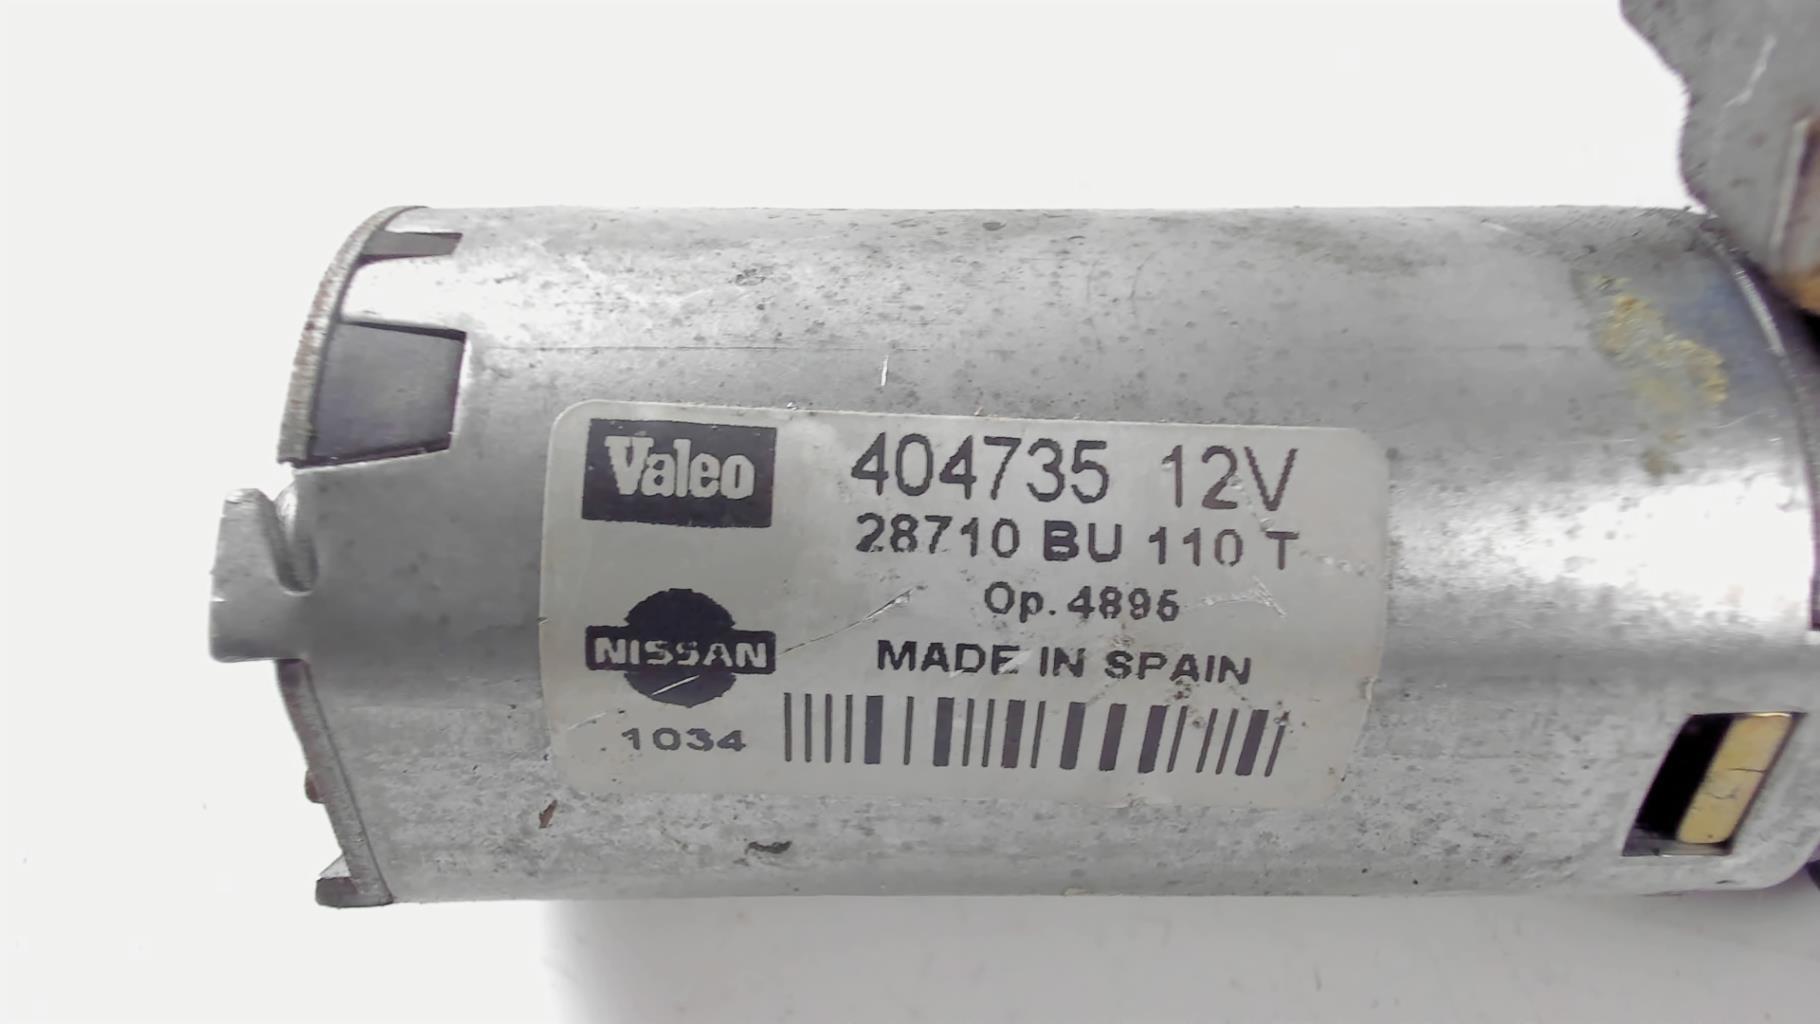 Valeo
404735 12V
28710 BU 110 T
Op. 4895
NISSAN
MADE IN SPAIN
1034